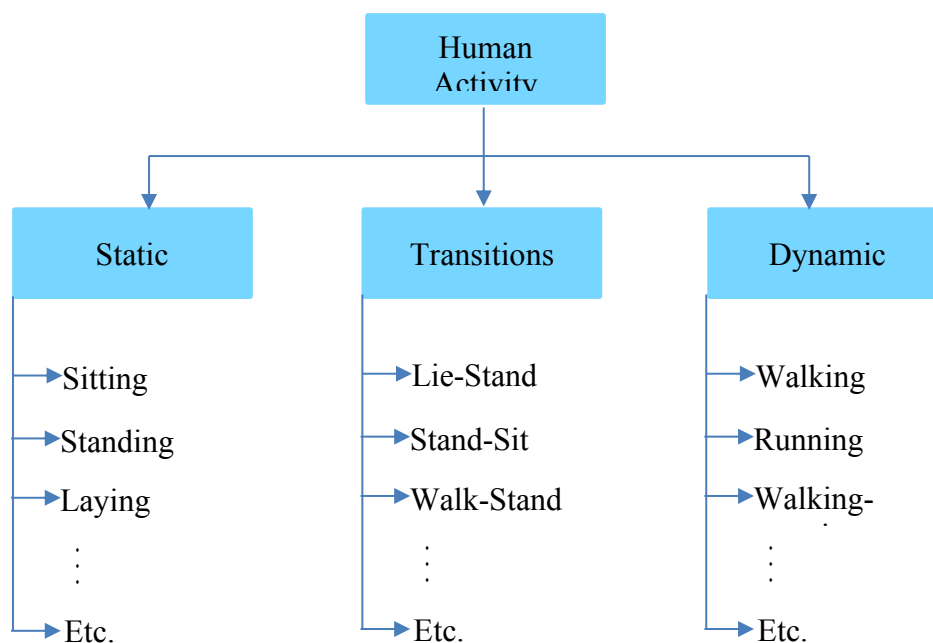 Human
Activity
Static
Transitions
Dynamic
Sitting
Standing
Laying
Etc.
Lie-Stand
Stand-Sit
Walk-Stand
Etc.
Walking
Running
Walking-
Etc.